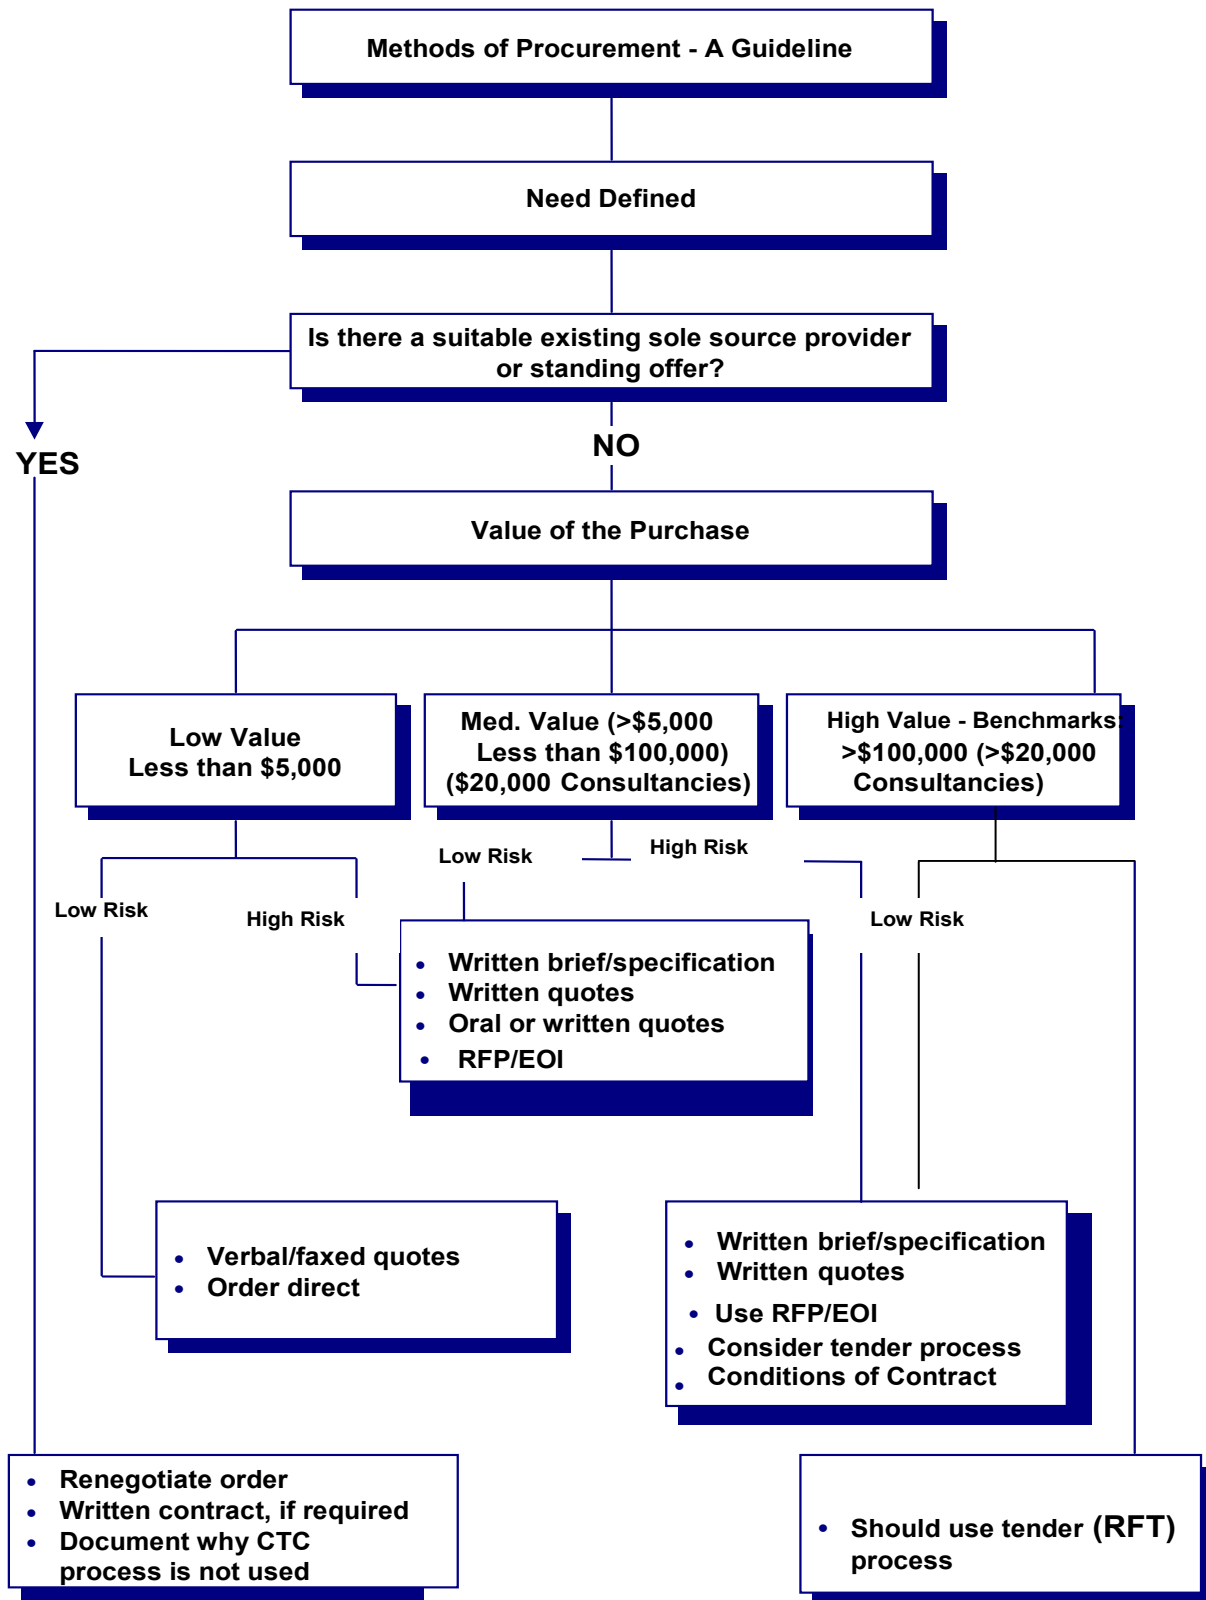 Methods of Procurement - A Guideline
Need Defined
Is there a suitable existing sole source provider
or standing offer?
YES
NO
Value of the Purchase
Low Value
Less than $5,000
Med. Value (>$5,000
Less than $100,000)
($20,000 Consultancies)
High Value - Benchmarks:
>$100,000 (>$20,000
Consultancies)
Low Risk
High Risk
Low Risk
High Risk
Low Risk
• Written brief/specification
• Written quotes
• Oral or written quotes
• RFP/EOI
• Verbal/faxed quotes
• Order direct
• Written brief/specification
• Written quotes
• Use RFP/EOI
• Consider tender process
• Conditions of Contract
• Renegotiate order
• Written contract, if required
• Document why CTC
process is not used
• Should use tender (RFT)
process